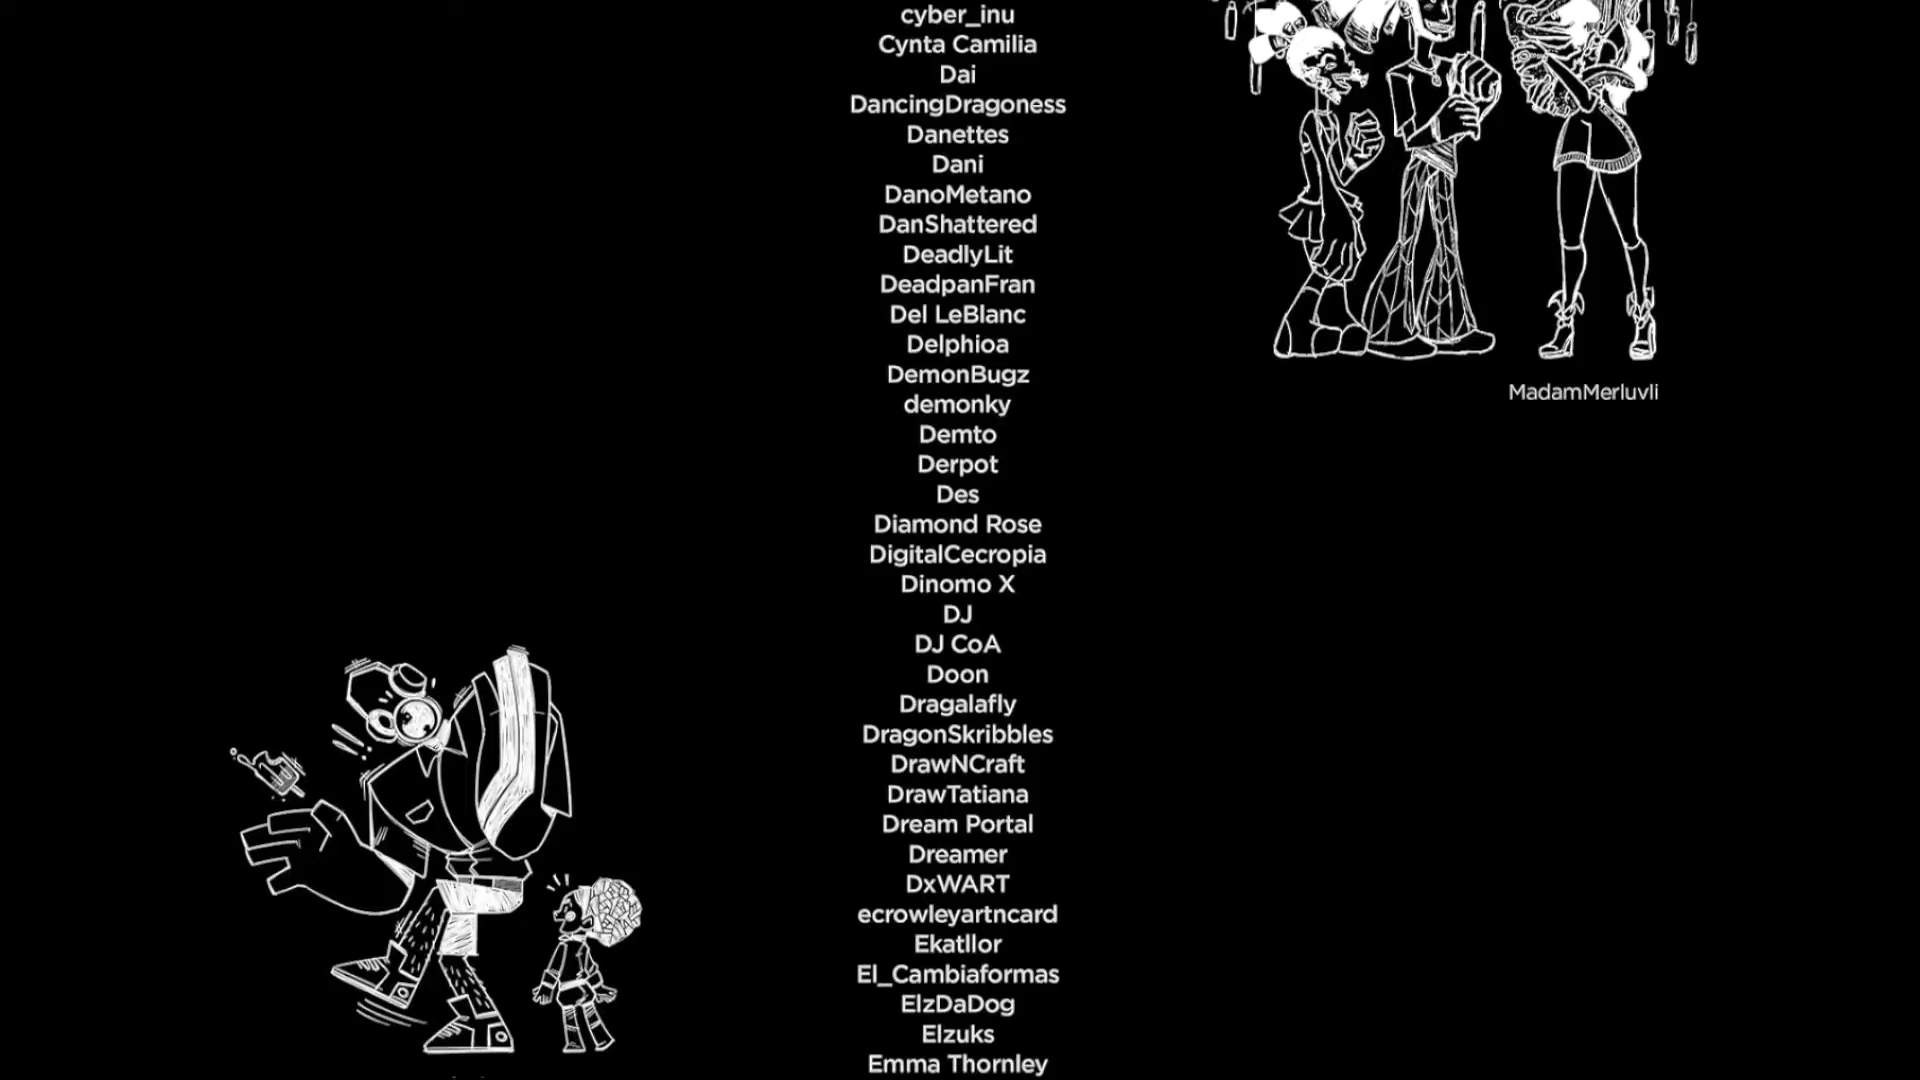 cyber_inu
Cynta Camilia
Dai
DancingDragoness
Danettes
Dani
DanoMetano
DanShattered
DeadlyLit
DeadpanFran
Del LeBlanc
Delphioa
DemonBugz
demonky
Demto
Derpot
Des
Diamond Rose
DigitalCecropia
Dinomo X
DJ
DJ CoA
Doon
Dragalafly
DragonSkribbles
DrawNCraft
DrawTatiana
Dream Portal
Dreamer
DxWART
ecrowleyartncard
Ekatllor
El_Cambiaformas
ElzDaDog
Elzuks
Emma Thornley
MadamMerluvli